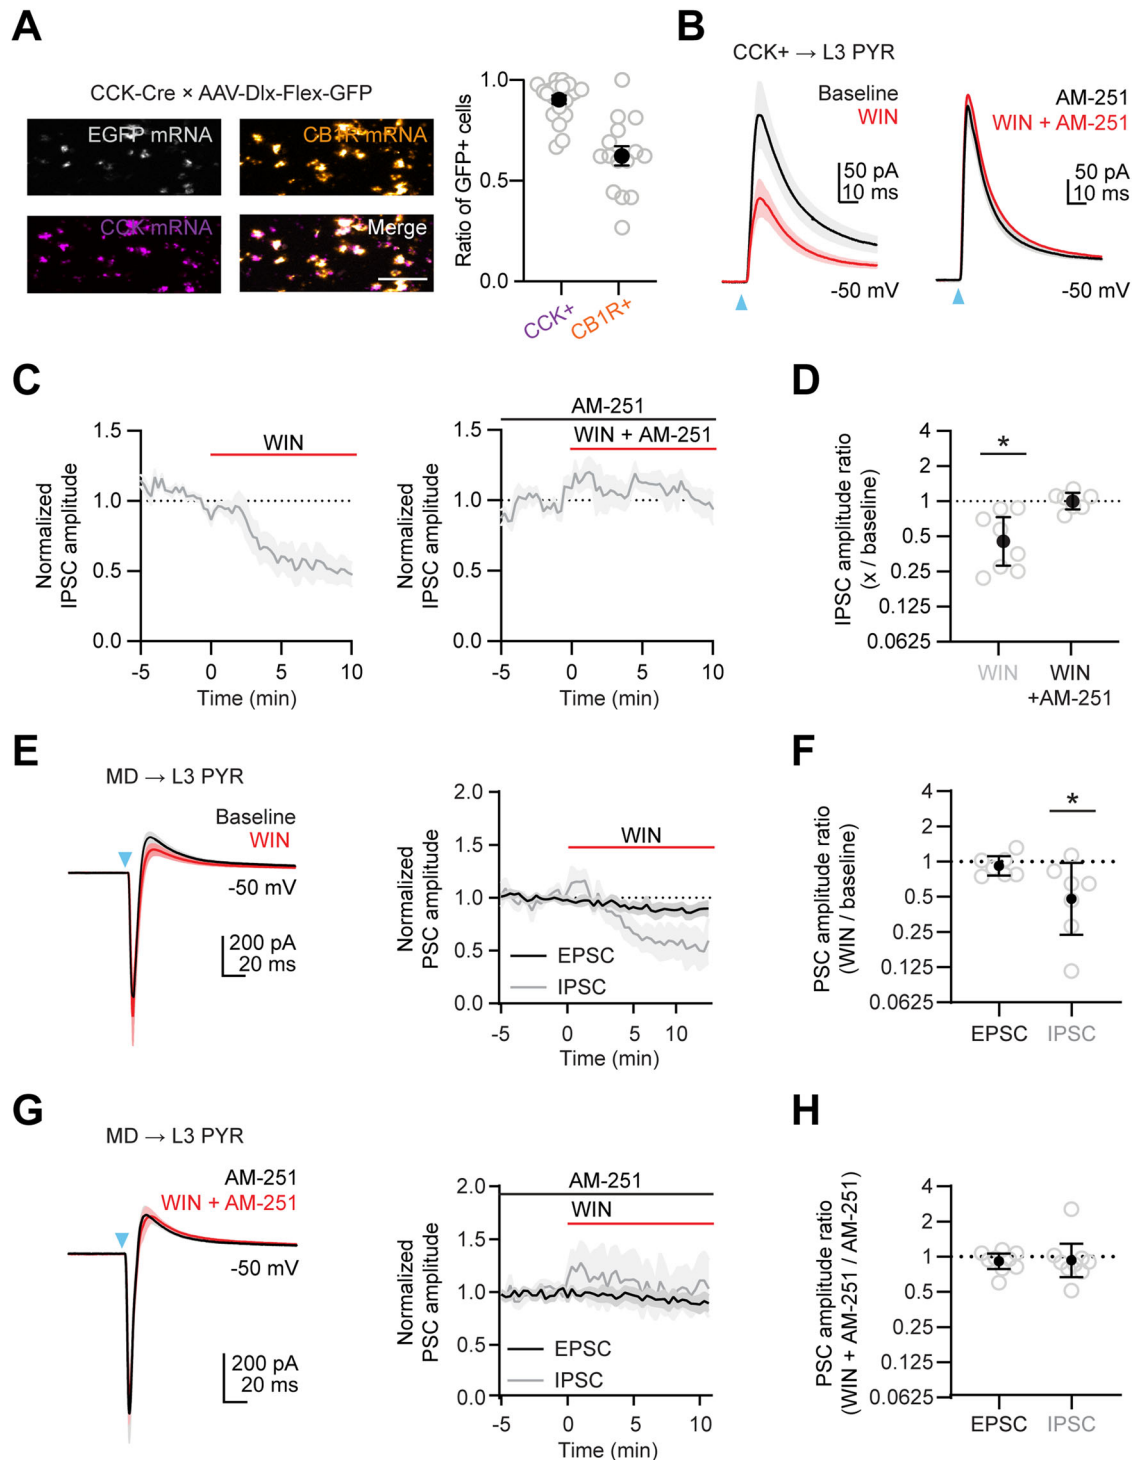 A
CCK-Cre × AAV-Dlx-Flex-GFP
EGFP mRNA
CB1R mRNA
CCK mRNA
Merge
Ratio of GFP+ cells
1.0
0.5
0.0
CCK+
CB1R+
B
CCK+ → L3 PYR
Baseline
WIN
50 pA
10 ms
-50 mV
AM-251
WIN + AM-251
50 pA
10 ms
-50 mV
C
Normalized
IPSC amplitude
1.5
1.0
0.5
0.0
WIN
-5
0
5
10
Time (min)
Normalized
IPSC amplitude
1.5
1.0
0.5
0.0
AM-251
WIN + AM-251
-5
0
5
10
Time (min)
D
IPSC amplitude ratio
(x / baseline)
4
2
1
0.5
0.25
0.125
0.0625
*
WIN
WIN
+AM-251
E
MD → L3 PYR
Baseline
WIN
-50 mV
200 pA
20 ms
Normalized
PSC amplitude
2.0
1.5
1.0
0.5
0.0
WIN
EPSC
IPSC
-5
0
5
10
Time (min)
F
PSC amplitude ratio
(WIN / baseline)
4
2
1
0.5
0.25
0.125
0.0625
*
EPSC
IPSC
G
MD → L3 PYR
AM-251
WIN + AM-251
-50 mV
200 pA
20 ms
Normalized
PSC amplitude
2.0
1.5
1.0
0.5
0.0
AM-251
WIN
EPSC
IPSC
-5
0
5
10
Time (min)
H
PSC amplitude ratio
(WIN + AM-251 / AM-251)
4
2
1
0.5
0.25
0.125
0.0625
EPSC
IPSC